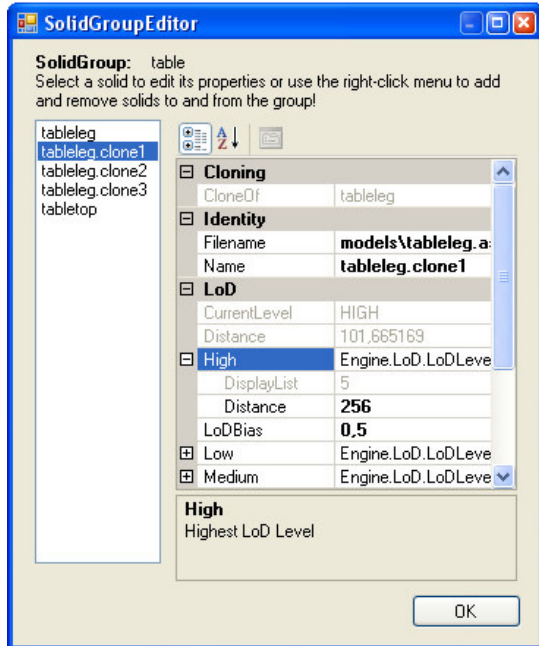 SolidGroupEditor
SolidGroup: table
Select a solid to edit its properties or use the right-click menu to add
and remove solids to and from the group!
tableleg
tableleg.clone1
tableleg.clone2
tableleg.clone3
tabletop
Cloning
CloneOf tableleg
Identity
Filename models\tableleg.a
Name tableleg.clone1
LoD
CurrentLevel HIGH
Distance 101,665169
High Engine.LoD.LoDLeve
DisplayList 5
Distance 256
LoDBias 0,5
Low Engine.LoD.LoDLeve
Medium Engine.LoD.LoDLeve
High
Highest LoD Level
OK